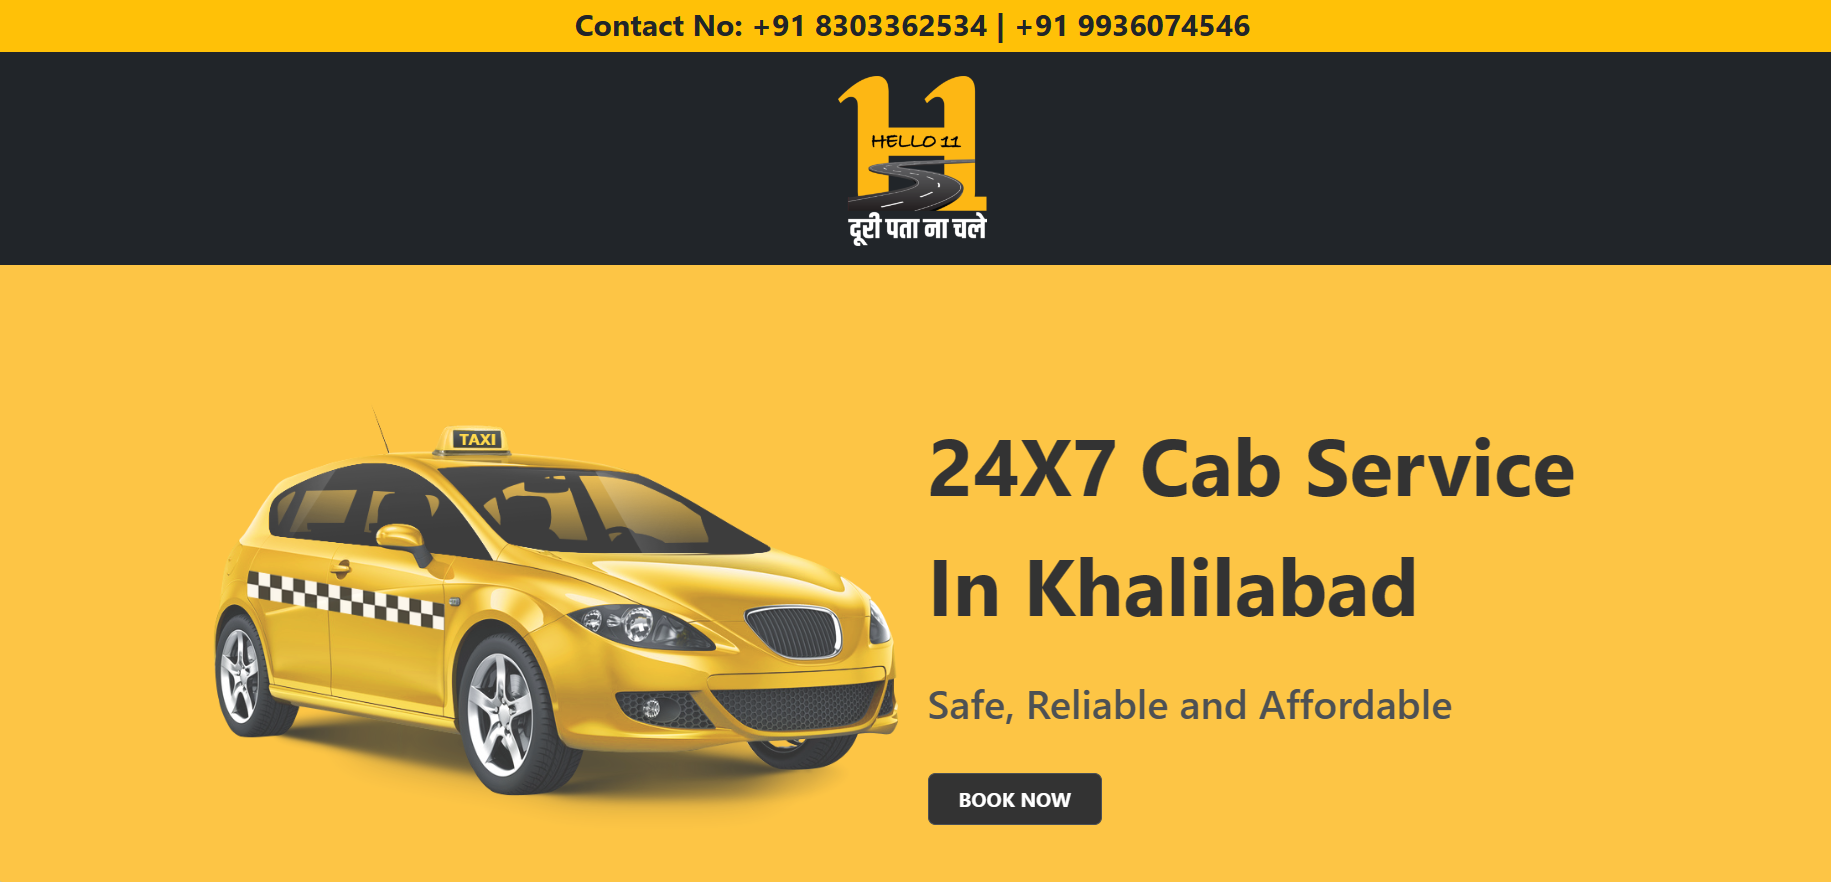 Contact No: +91 8303362534 | +91 9936074546
HELLO 11
दूरी पता ना चले
TAXI
24X7 Cab Service
In Khalilabad
Safe, Reliable and Affordable
BOOK NOW